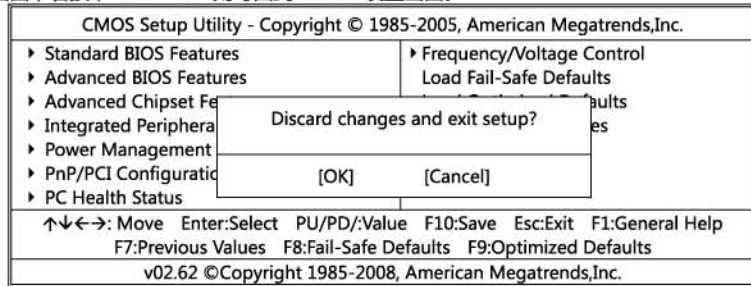 CMOS Setup Utility - Copyright © 1985-2005, American Megatrends,Inc.
Standard BIOS Features
Advanced BIOS Features
Advanced Chipset Fe
Integrated Periphera
Power Management
PnP/PCI Configuratio
PC Health Status
Frequency/Voltage Control
Load Fail-Safe Defaults
aults
es
Discard changes and exit setup?
[OK] [Cancel]
↑↓←→: Move Enter:Select PU/PD/:Value F10:Save Esc:Exit F1:General Help
F7:Previous Values F8:Fail-Safe Defaults F9:Optimized Defaults
v02.62 ©Copyright 1985-2008, American Megatrends,Inc.